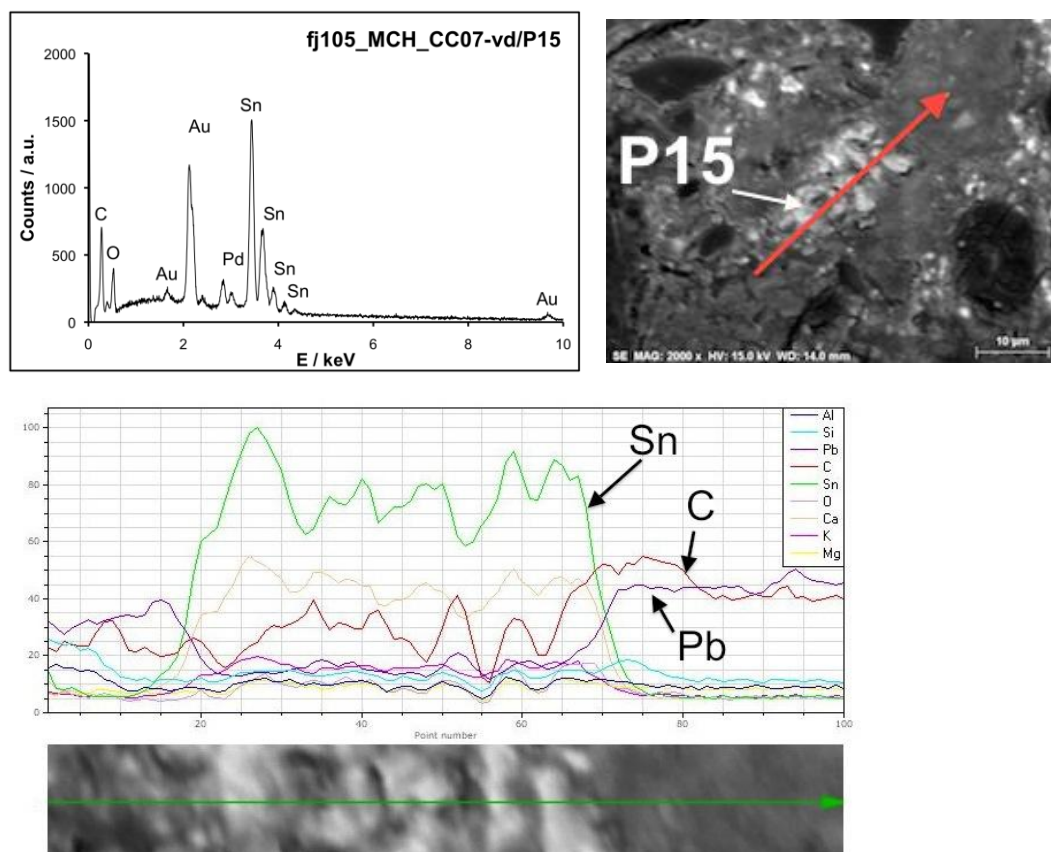 fj105_MCH_CC07-vd/P15
2000
1500
1000
500
0
Counts / a.u.
C
O
Au
Au
Pd
Sn
Sn
Sn
Sn
Au
0
2
4
6
8
10
E / keV
P15
SE MAG: 2000 x HV: 15.0 kV WD: 14.0 mm
10 µm
100
80
60
40
20
0
20
40
60
80
100
Point number
Sn
C
Pb
Al
Si
Pb
C
Sn
O
Ca
K
Mg